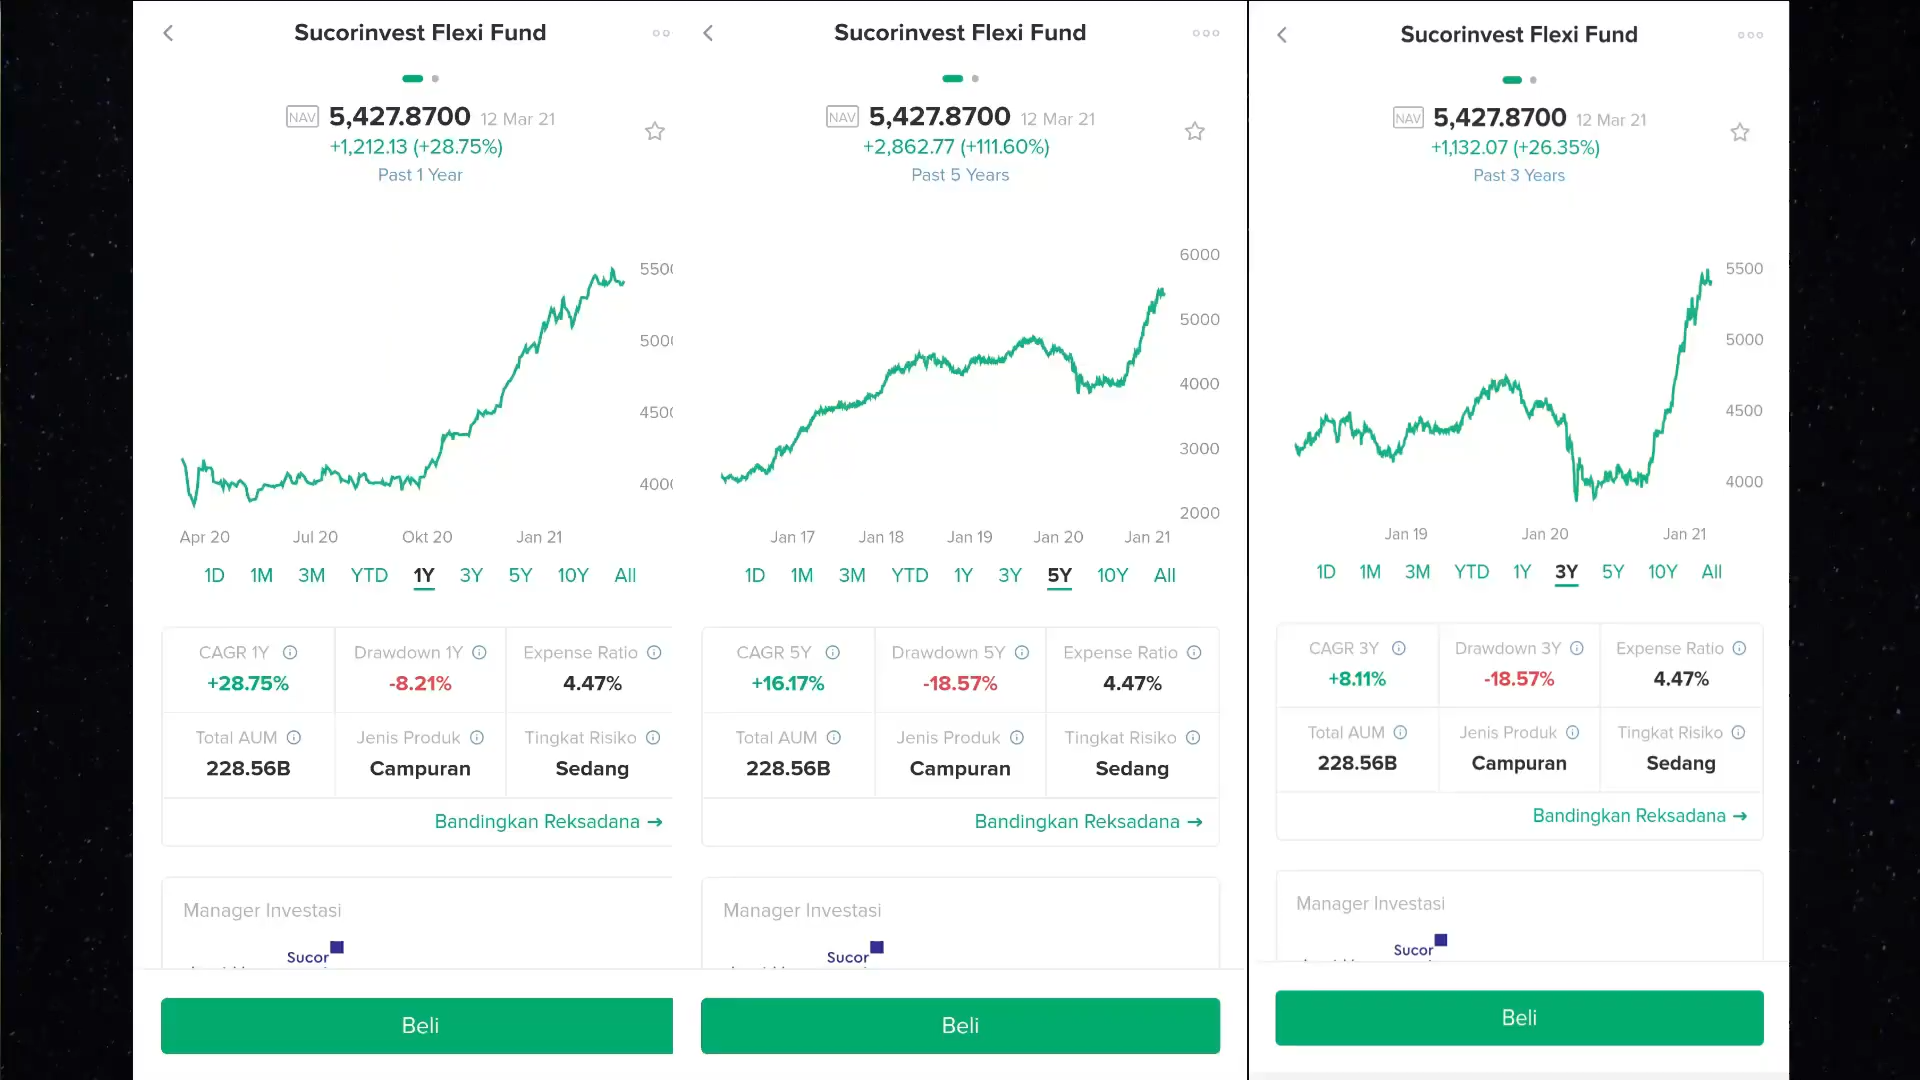 Sucorinvest Flexi Fund
NAV 5,427.8700 12 Mar 21
+1,212.13 (+28.75%)
Past 1 Year
5500
5000
4500
4000
Apr 20 Jul 20 Okt 20 Jan 21
1D 1M 3M YTD 1Y 3Y 5Y 10Y All
CAGR 1Y Drawdown 1Y Expense Ratio
+28.75% -8.21% 4.47%
Total AUM Jenis Produk Tingkat Risiko
228.56B Campuran Sedang
Bandingkan Reksadana →
Manager Investasi
Sucor
Beli
Sucorinvest Flexi Fund
NAV 5,427.8700 12 Mar 21
+2,862.77 (+111.60%)
Past 5 Years
6000
5000
4000
3000
2000
Jan 17 Jan 18 Jan 19 Jan 20 Jan 21
1D 1M 3M YTD 1Y 3Y 5Y 10Y All
CAGR 5Y Drawdown 5Y Expense Ratio
+16.17% -18.57% 4.47%
Total AUM Jenis Produk Tingkat Risiko
228.56B Campuran Sedang
Bandingkan Reksadana →
Manager Investasi
Sucor
Beli
Sucorinvest Flexi Fund
NAV 5,427.8700 12 Mar 21
+1,132.07 (+26.35%)
Past 3 Years
5500
5000
4500
4000
Jan 19 Jan 20 Jan 21
1D 1M 3M YTD 1Y 3Y 5Y 10Y All
CAGR 3Y Drawdown 3Y Expense Ratio
+8.11% -18.57% 4.47%
Total AUM Jenis Produk Tingkat Risiko
228.56B Campuran Sedang
Bandingkan Reksadana →
Manager Investasi
Sucor
Beli